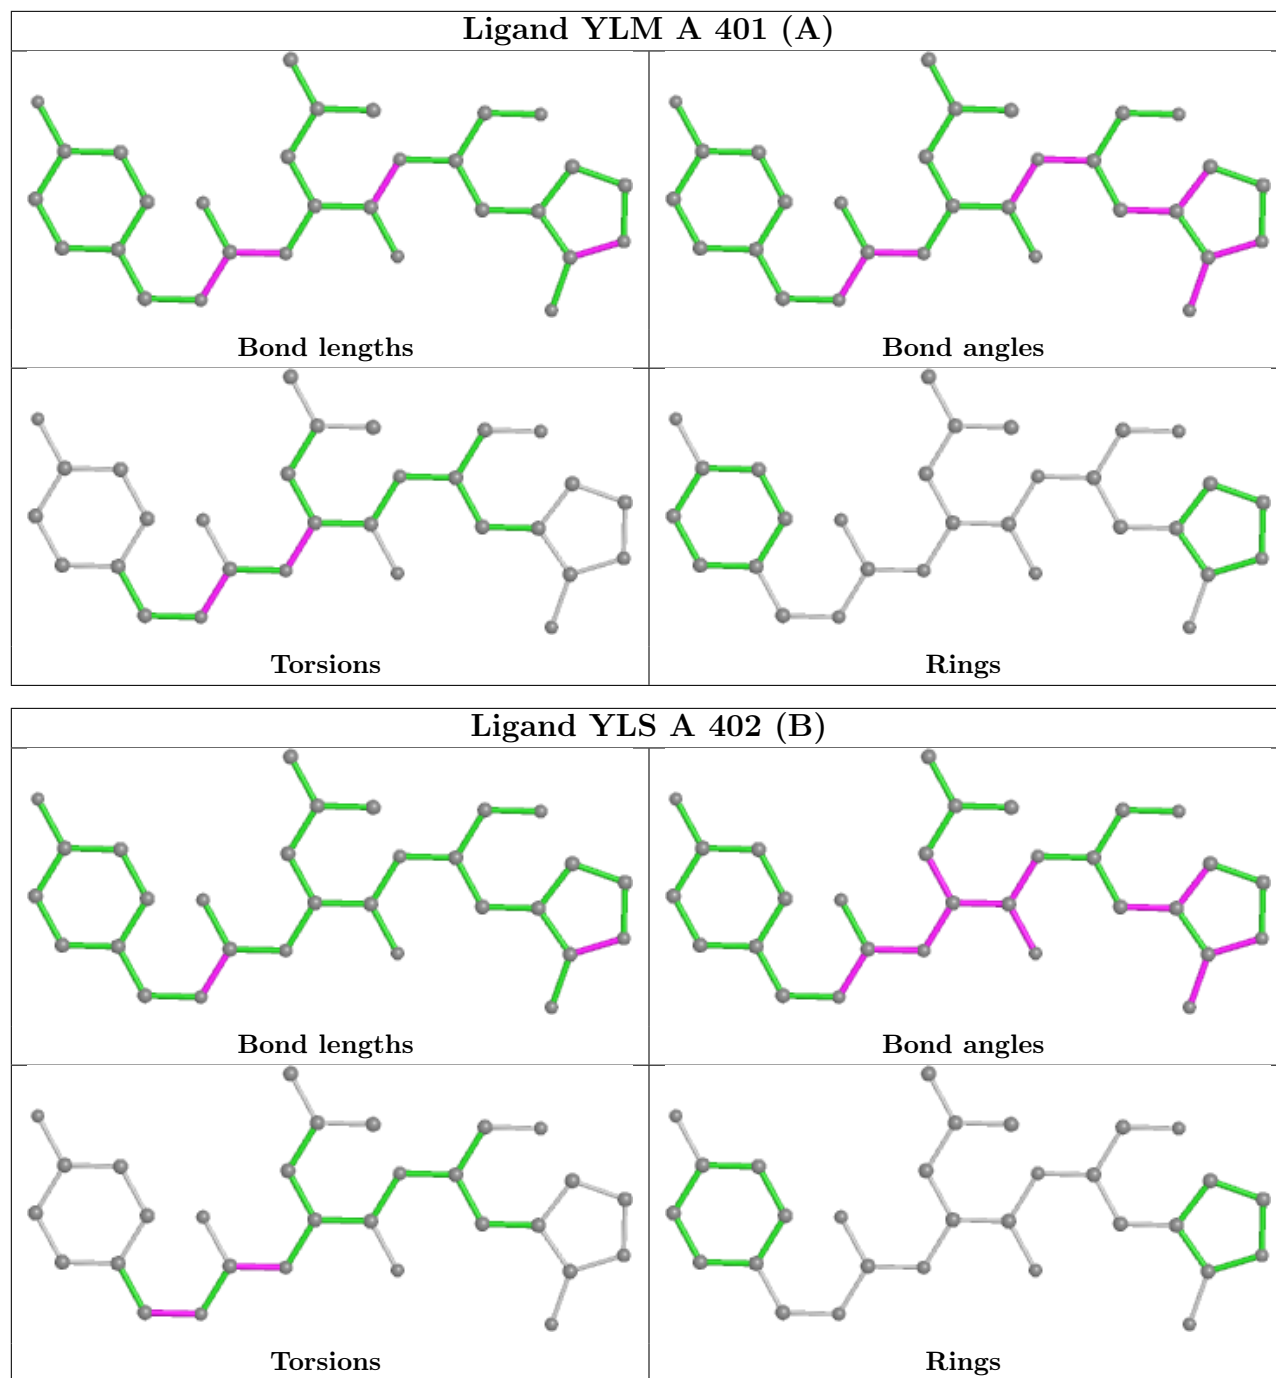 Ligand YLM A 401 (A)
Bond lengths
Bond angles
Torsions
Rings
Ligand YLS A 402 (B)
Bond lengths
Bond angles
Torsions
Rings